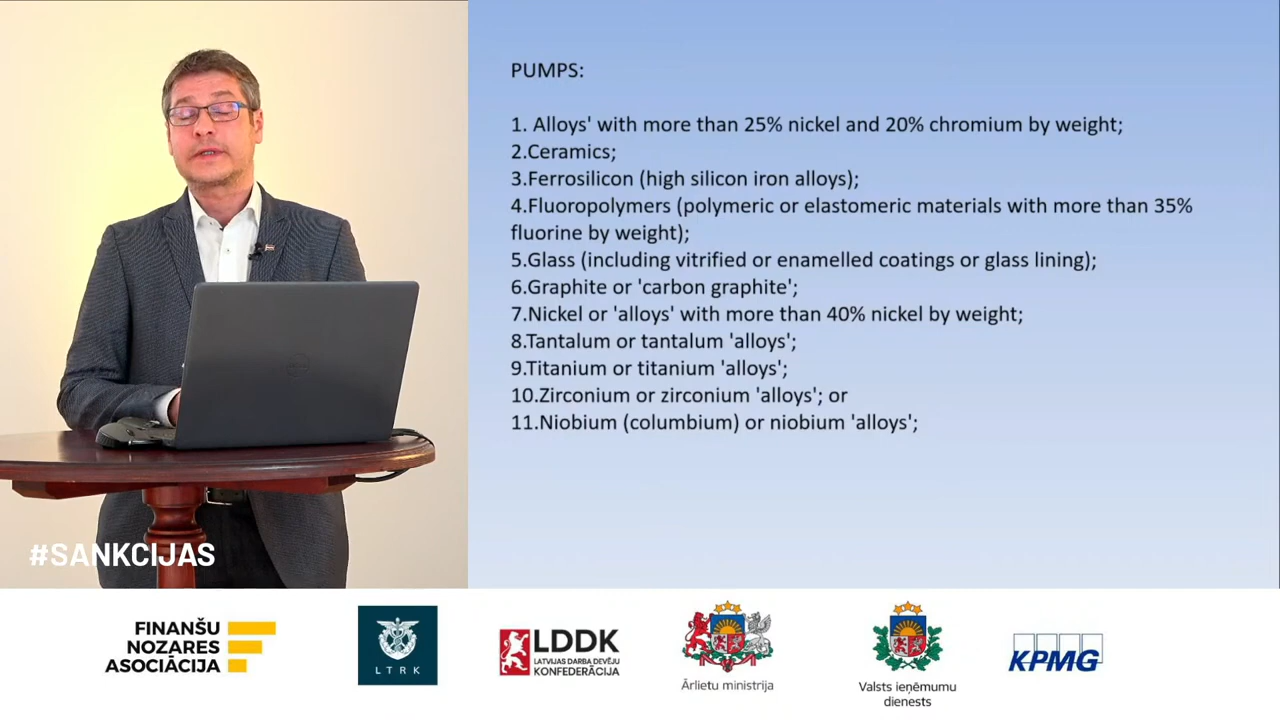 PUMPS:
1. Alloys' with more than 25% nickel and 20% chromium by weight;
2.Ceramics;
3.Ferrosilicon (high silicon iron alloys);
4.Fluoropolymers (polymeric or elastomeric materials with more than 35%
fluorine by weight);
5.Glass (including vitrified or enamelled coatings or glass lining);
6.Graphite or 'carbon graphite';
7.Nickel or 'alloys' with more than 40% nickel by weight;
8.Tantalum or tantalum 'alloys';
9.Titanium or titanium 'alloys';
10.Zirconium or zirconium 'alloys'; or
11.Niobium (columbium) or niobium 'alloys';
#SANKCIJAS
FINANŠU
NOZARES
ASOCIĀCIJA
LTRK
LDDK
LATVIJAS DARBA DEVĒJU
KONFEDERĀCIJA
Ārlietu ministrija
Valsts ieņēmumu
dienests
KPMG